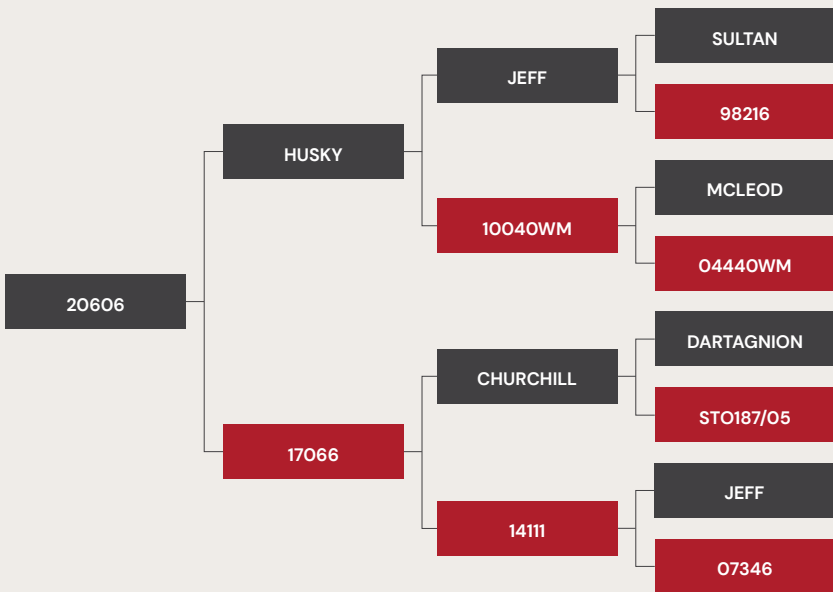 SULTAN
JEFF
98216
HUSKY
MCLEOD
10040WM
04440WM
20606
DARTAGNION
CHURCHILL
STO187/05
17066
JEFF
14111
07346